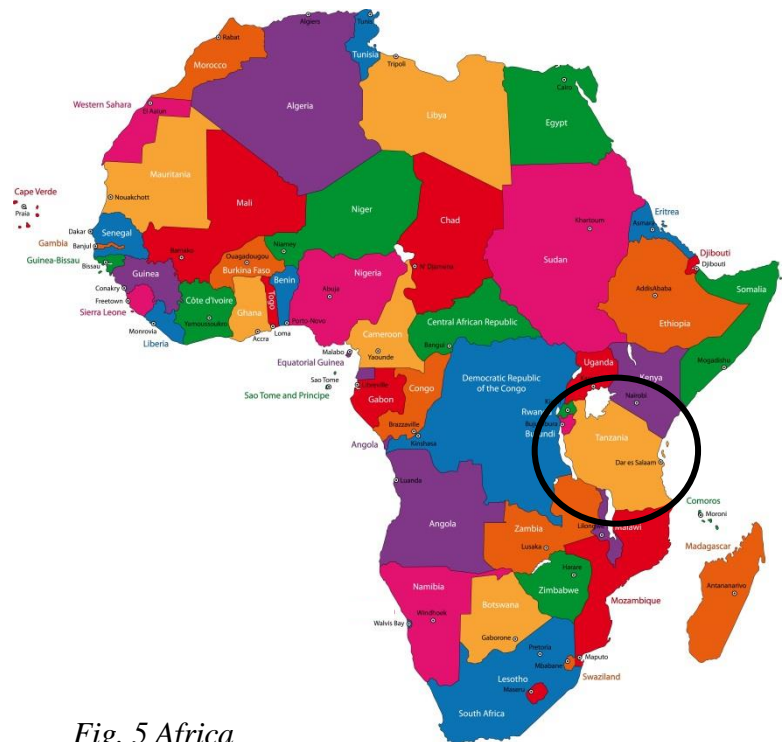 Tunis
Algiers
Rabat
Tunisia
Morocco
Tripoli
Western Sahara
El Aaiun
Algeria
Libya
Cairo
Egypt
Mauritania
Nouakchott
Cape Verde
Praia
Mali
Niger
Chad
Khartoum
Eritrea
Asmara
Dakar
Senegal
Banjul
Gambia
Guinea-Bissau
Bissau
Bamako
Niamey
Ouagadougou
Burkina Faso
N' Djamena
Sudan
Djibouti
Djibouti
Guinea
Benin
Nigeria
Abuja
AddisAbaba
Somalia
Conakry
Freetown
Sierra Leone
Côte d'Ivoire
Ghana
Togo
Ethiopia
Central African Republic
Monrovia
Liberia
Yamoussoukro
Accra
Loma
Porto-Novo
Cameroon
Yaounde
Bangui
Malabo
Equatorial Guinea
Mogadishu
Uganda
Kenya
Nairobi
Sao Tome
Sao Tome and Principe
Libreville
Gabon
Congo
Democratic Republic
of the Congo
Rwanda
Burundi
Tanzania
Dar es Salaam
Brazzaville
Kinshasa
Angola
Luanda
Comoros
Moroni
Angola
Zambia
Lilongwe
Malawi
Lusaka
Madagascar
Antananarivo
Harare
Zimbabwe
Mozambique
Namibia
Windhoek
Botswana
Walvis Bay
Gaborone
Pretoria
Mbabane
Maputo
Swaziland
Lesotho
Maseru
South Africa
Fig. 5 Africa